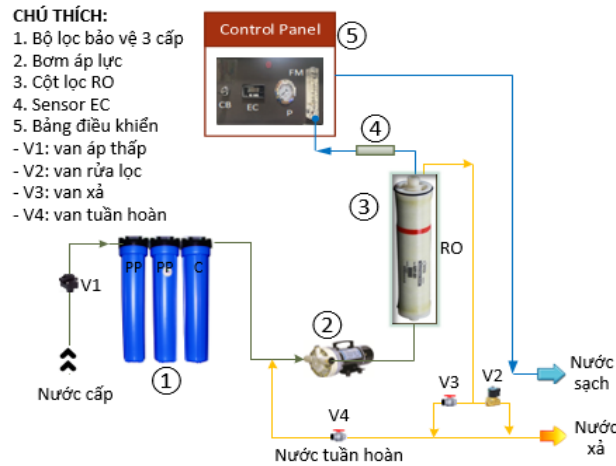 CHÚ THÍCH:
1. Bộ lọc bảo vệ 3 cấp
2. Bơm áp lực
3. Cột lọc RO
4. Sensor EC
5. Bảng điều khiển
- V1: van áp thấp
- V2: van rửa lọc
- V3: van xả
- V4: van tuần hoàn
Control Panel
5
FM
CB
EC
P
4
3
RO
PP
PP
C
V1
2
1
Nước cấp
V3
V2
Nước
sạch
V4
Nước tuần hoàn
Nước
xả